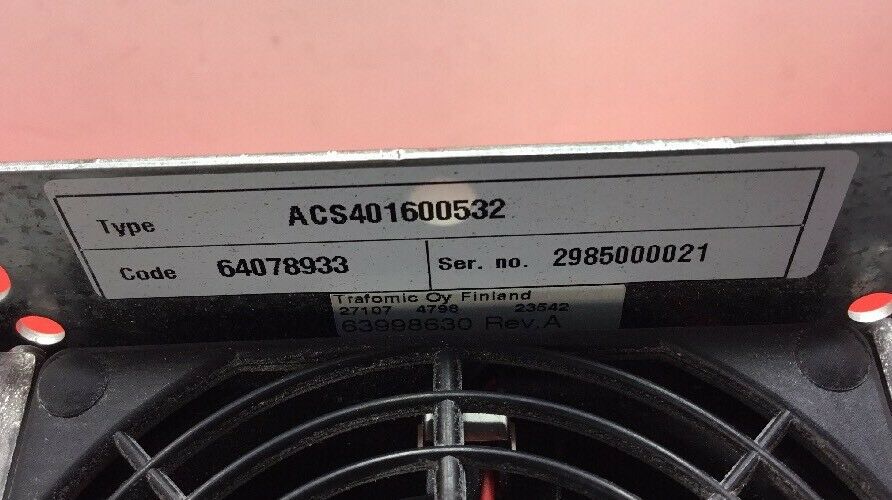 Type ACS401600532
Code 64078933 Ser. no. 2985000021
Trafomic Oy Finland
27107 4798 23542
63998630 Rev.A